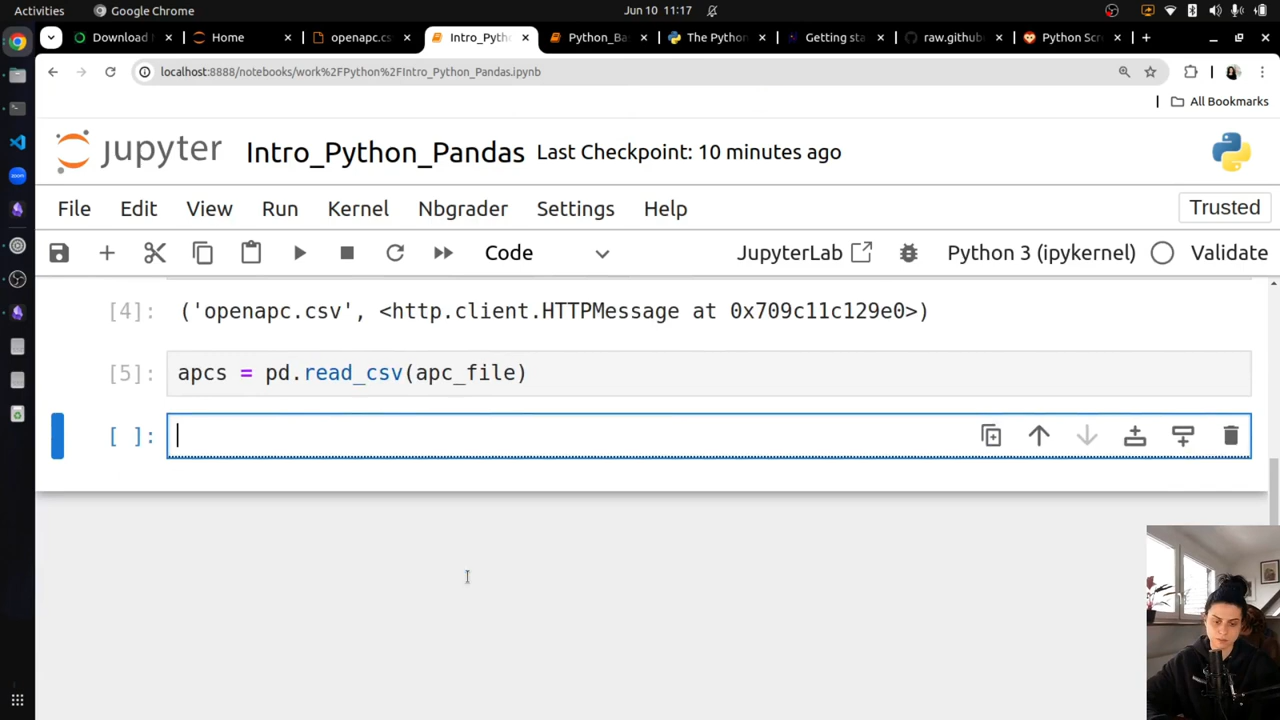 Activities
Google Chrome
Jun 10 11:17
Download
Home
openapc.cs
Intro_Pyth
Python_Ba
The Python
Getting sta
raw.github
Python Scr
localhost:8888/notebooks/work%2FPython%2FIntro_Python_Pandas.ipynb
All Bookmarks
jupyter
Intro_Python_Pandas
Last Checkpoint: 10 minutes ago
File Edit View Run Kernel Nbgrader Settings Help
Trusted
Code
JupyterLab
Python 3 (ipykernel)
Validate
[4]: ('openapc.csv', <http.client.HTTPMessage at 0x709c11c129e0>)
[5]: apcs = pd.read_csv(apc_file)
[ ]:
zoom